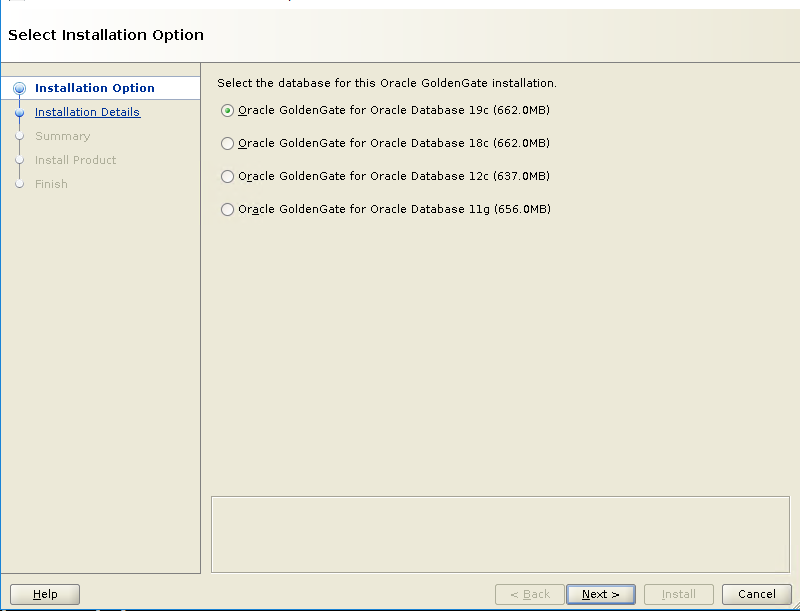 Select Installation Option
Installation Option
Installation Details
Summary
Install Product
Finish
Select the database for this Oracle GoldenGate installation.
Oracle GoldenGate for Oracle Database 19c (662.0MB)
Oracle GoldenGate for Oracle Database 18c (662.0MB)
Oracle GoldenGate for Oracle Database 12c (637.0MB)
Oracle GoldenGate for Oracle Database 11g (656.0MB)
Help
< Back
Next >
Install
Cancel